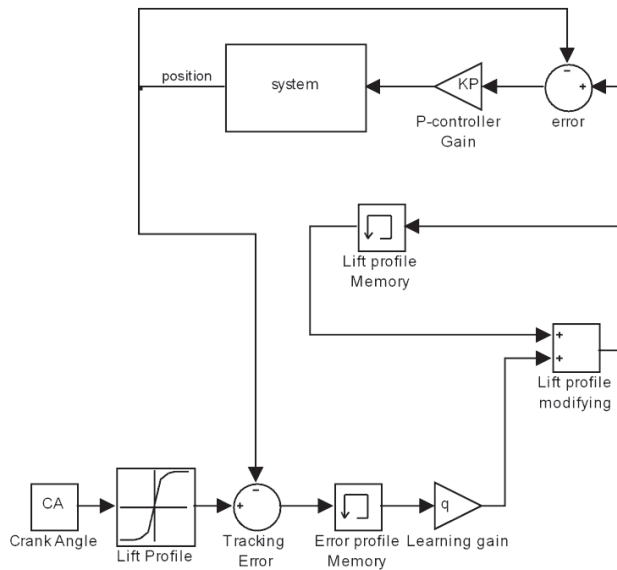 position
system
KP
P-controller
Gain
-
+
error
Lift profile
Memory
+
+
Lift profile
modifying
CA
Crank Angle
Lift Profile
-
+
Tracking
Error
Error profile
Memory
q
Learning gain